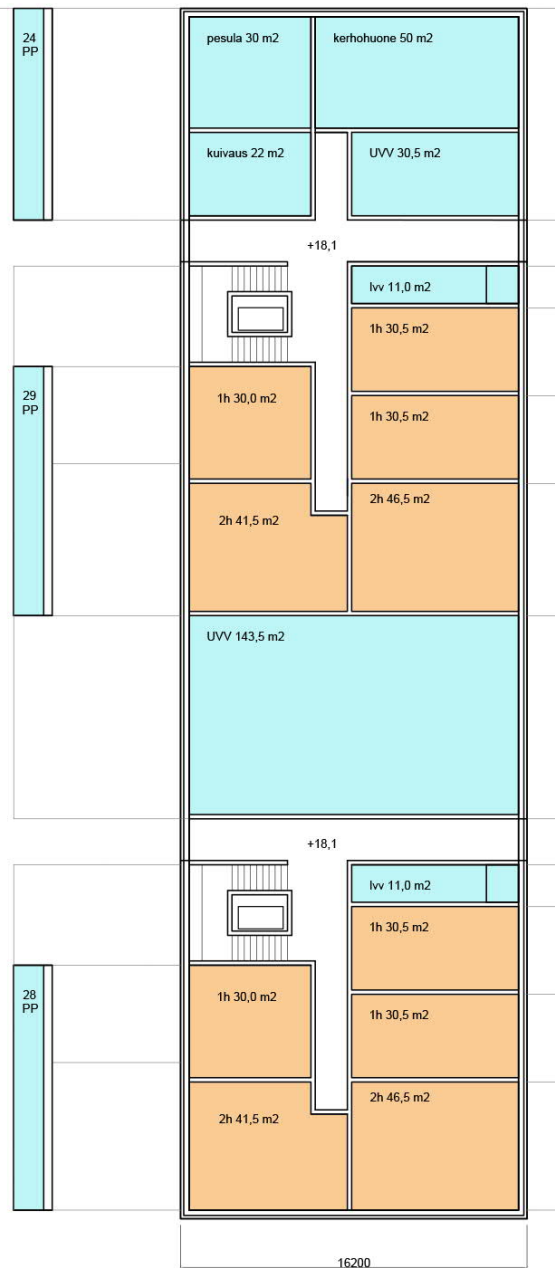 24
PP
pesula 30 m2
kerhohuone 50 m2
kuivaus 22 m2
UVV 30,5 m2
+18,1
lvv 11,0 m2
1h 30,5 m2
29
PP
1h 30,0 m2
1h 30,5 m2
2h 41,5 m2
2h 46,5 m2
UVV 143,5 m2
+18,1
lvv 11,0 m2
1h 30,5 m2
28
PP
1h 30,0 m2
1h 30,5 m2
2h 41,5 m2
2h 46,5 m2
16200